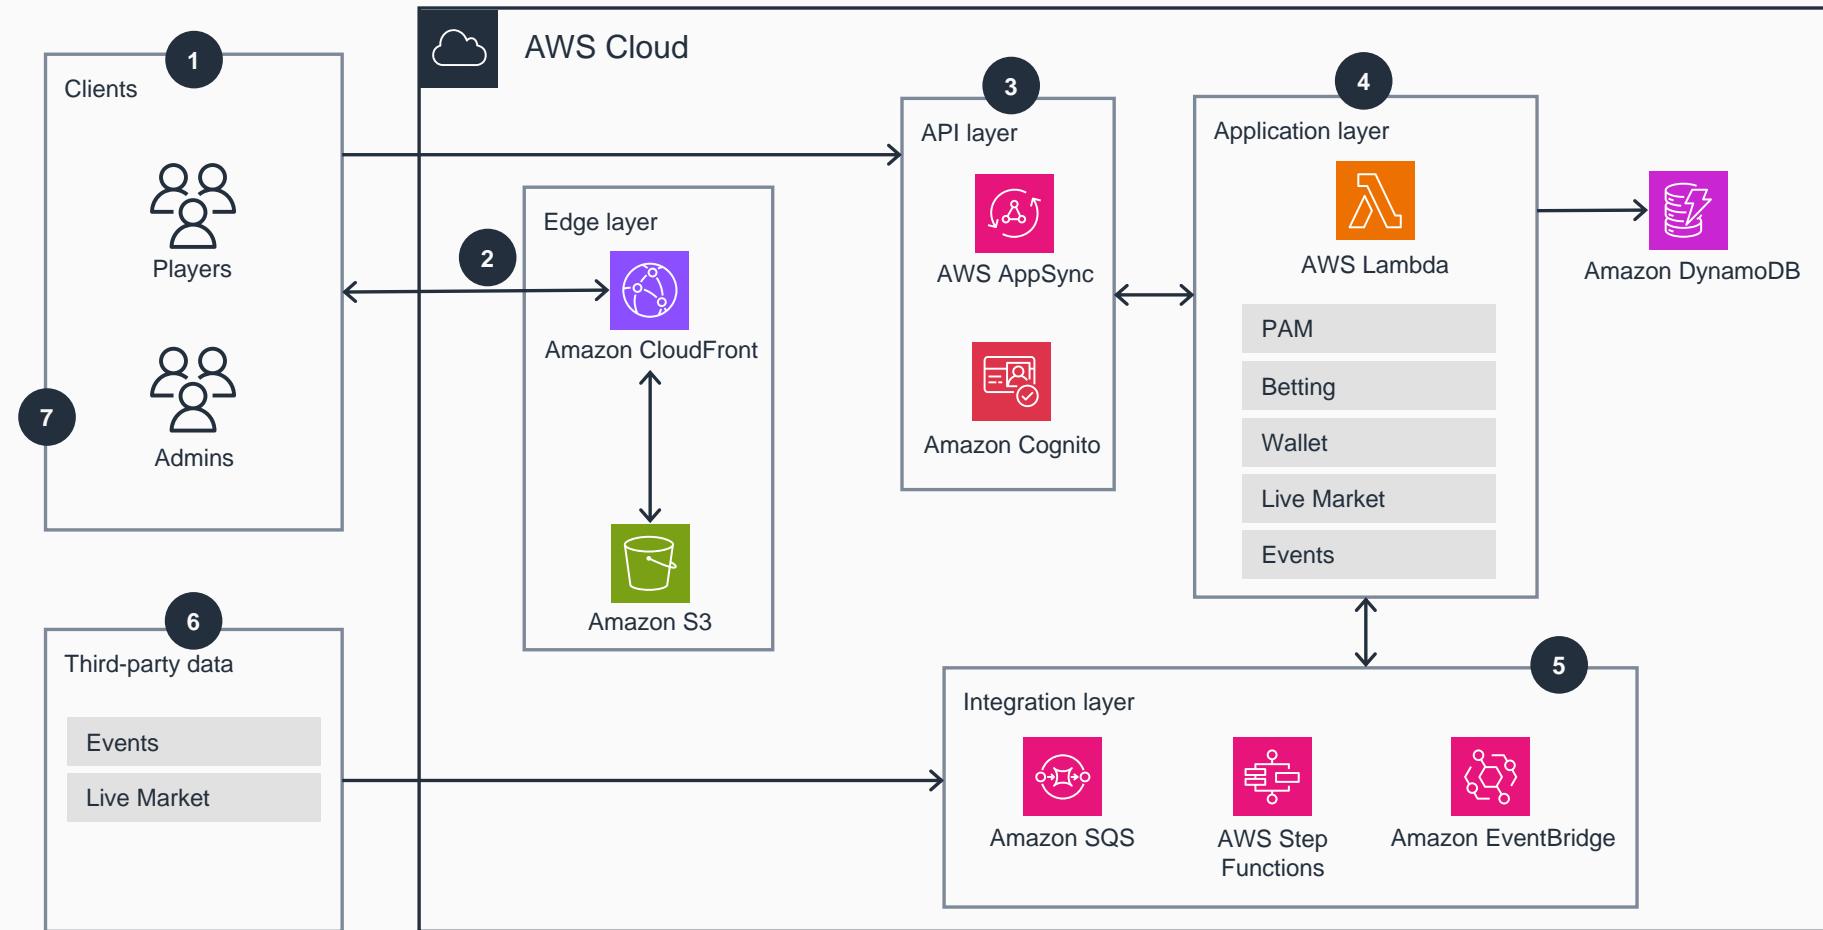 1
Clients
Players
Admins
7
AWS Cloud
2
Edge layer
Amazon CloudFront
Amazon S3
3
API layer
AWS AppSync
Amazon Cognito
4
Application layer
AWS Lambda
PAM
Betting
Wallet
Live Market
Events
Amazon DynamoDB
6
Third-party data
Events
Live Market
5
Integration layer
Amazon SQS
AWS Step
Functions
Amazon EventBridge